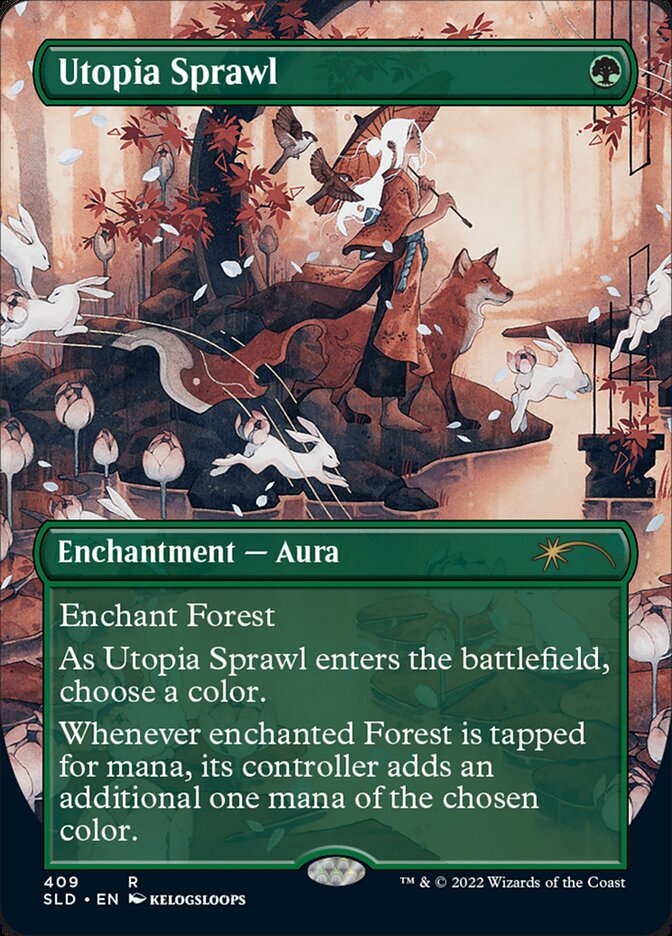 Utopia Sprawl
Enchantment — Aura
Enchant Forest
As Utopia Sprawl enters the battlefield,
choose a color.
Whenever enchanted Forest is tapped
for mana, its controller adds an
additional one mana of the chosen
color.
409 R
SLD • EN KELOGSLOOPS
™ & © 2022 Wizards of the Coast